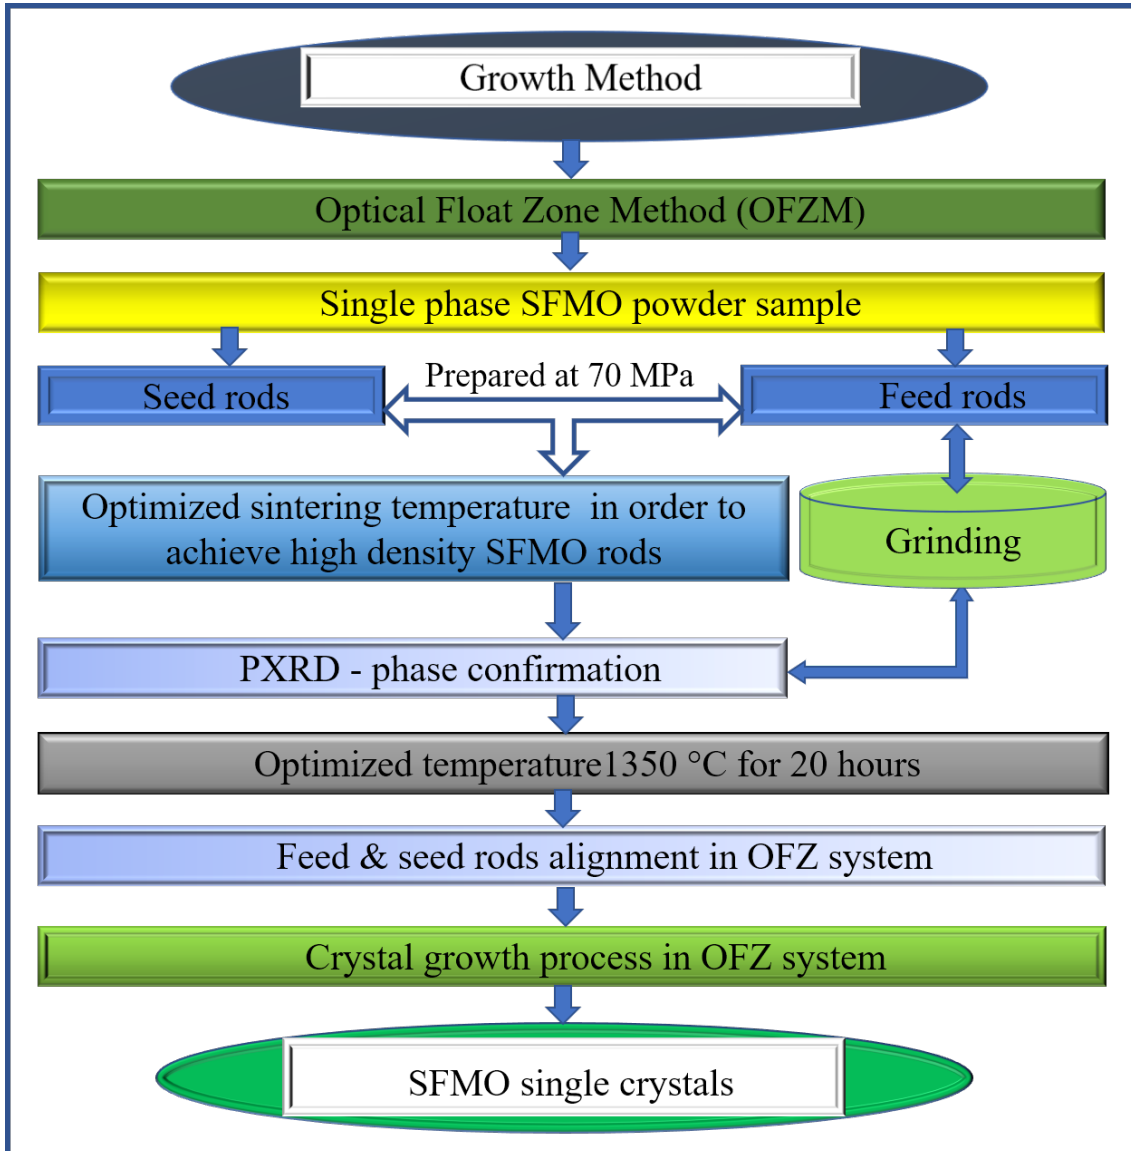 Growth Method
Optical Float Zone Method (OFZM)
Single phase SFMO powder sample
Prepared at 70 MPa
Seed rods
Feed rods
Optimized sintering temperature in order to
achieve high density SFMO rods
Grinding
PXRD - phase confirmation
Optimized temperature1350 °C for 20 hours
Feed & seed rods alignment in OFZ system
Crystal growth process in OFZ system
SFMO single crystals